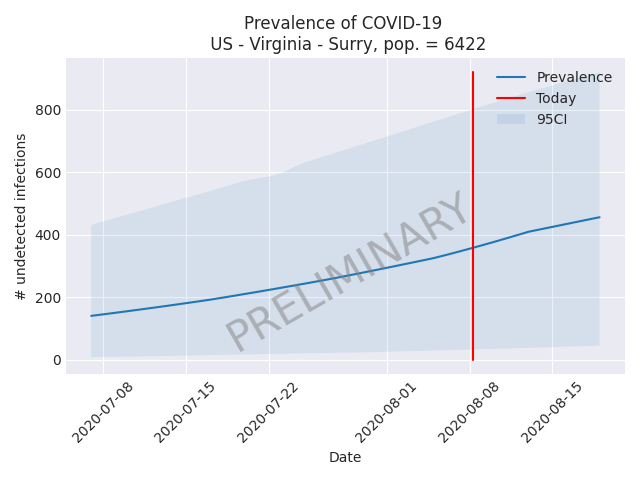 Prevalence of COVID-19
US - Virginia - Surry, pop. = 6422
Prevalence
Today
95CI
# undetected infections
800
600
400
200
0
PRELIMINARY
2020-07-08
2020-07-15
2020-07-22
2020-08-01
2020-08-08
2020-08-15
Date